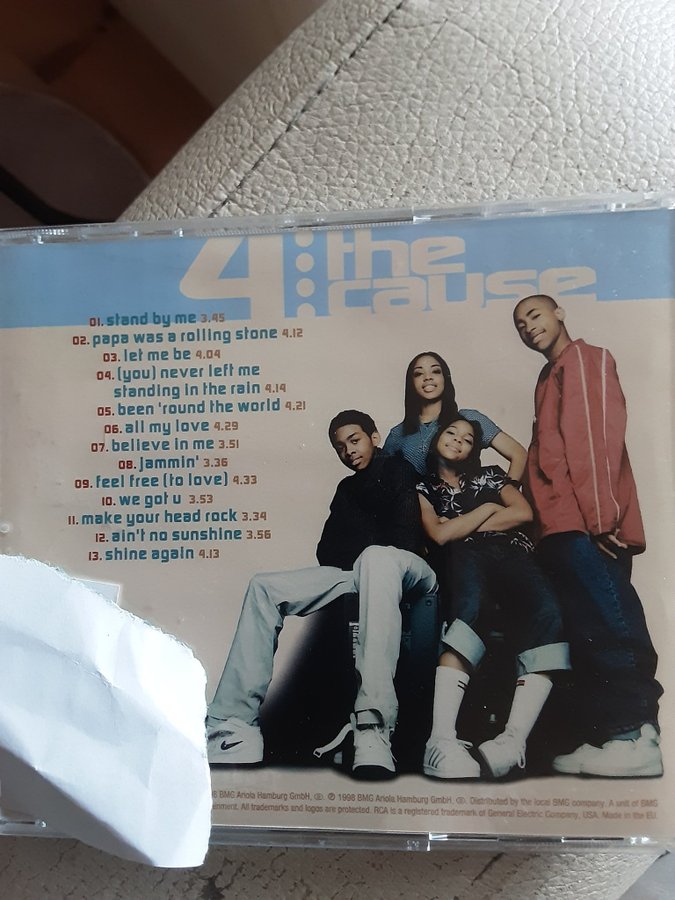 4:the
cause
01. stand by me 3.45
02. papa was a rolling stone 4.12
03. let me be 4.04
04. (you) never left me
standing in the rain 4.14
05. been 'round the world 4.21
06. all my love 4.29
07. believe in me 3.51
08. jammin' 3.36
09. feel free (to love) 4.33
10. we got u 3.53
11. make your head rock 3.34
12. ain't no sunshine 3.56
13. shine again 4.13
BMG Ariola Hamburg GmbH, ℗ 1998 BMG Ariola Hamburg GmbH, Distributed by the local BMG company. A unit of BMG
All trademarks and logos are protected. RCA is a registered trademark of General Electric Company, USA. Made in the EU.